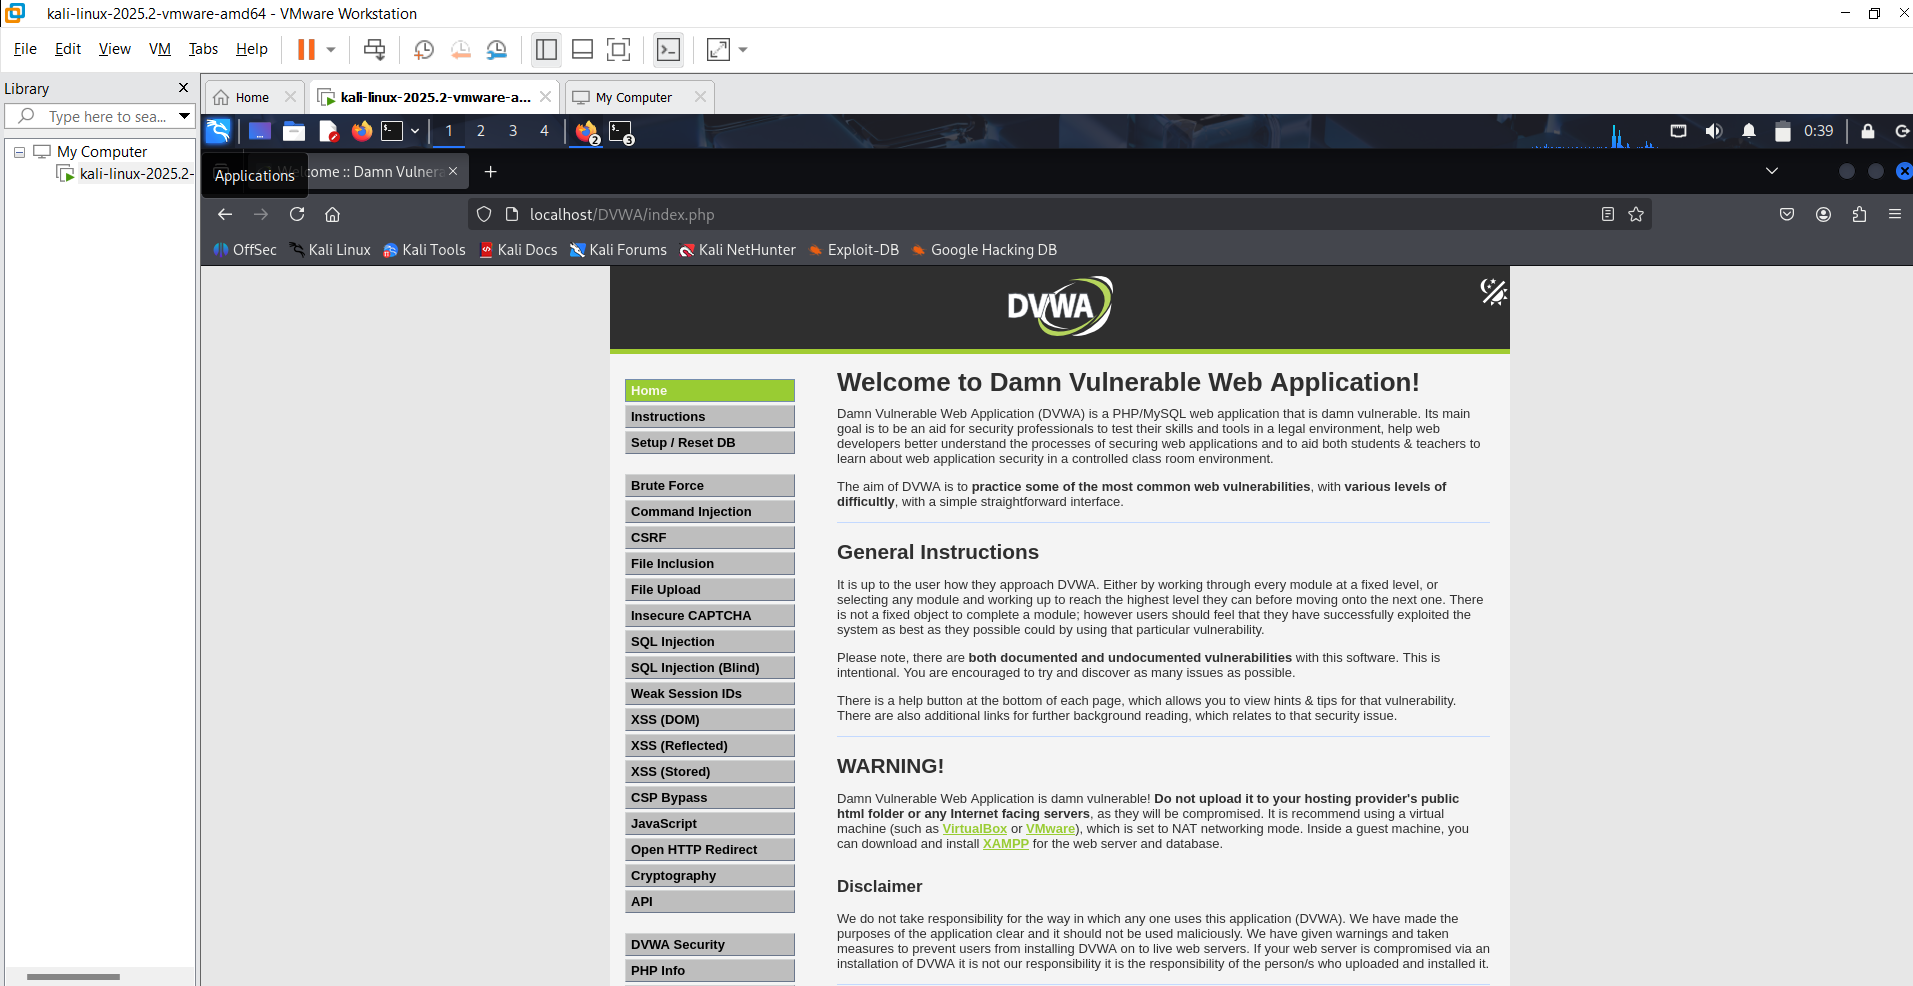 kali-linux-2025.2-vmware-amd64 - VMware Workstation
File Edit View VM Tabs Help
Library
Type here to sea...
My Computer
kali-linux-2025.2-
Home
kali-linux-2025.2-vmware-a...
My Computer
1 2 3 4 2 3 0:39
Applications
come :: Damn Vulnera
localhost/DVWA/index.php
OffSec Kali Linux Kali Tools Kali Docs Kali Forums Kali NetHunter Exploit-DB Google Hacking DB
DVWA
Home
Instructions
Setup / Reset DB
Brute Force
Command Injection
CSRF
File Inclusion
File Upload
Insecure CAPTCHA
SQL Injection
SQL Injection (Blind)
Weak Session IDs
XSS (DOM)
XSS (Reflected)
XSS (Stored)
CSP Bypass
JavaScript
Open HTTP Redirect
Cryptography
API
DVWA Security
PHP Info
Welcome to Damn Vulnerable Web Application!
Damn Vulnerable Web Application (DVWA) is a PHP/MySQL web application that is damn vulnerable. Its main
goal is to be an aid for security professionals to test their skills and tools in a legal environment, help web
developers better understand the processes of securing web applications and to aid both students & teachers to
learn about web application security in a controlled class room environment.
The aim of DVWA is to practice some of the most common web vulnerabilities, with various levels of
difficultly, with a simple straightforward interface.
General Instructions
It is up to the user how they approach DVWA. Either by working through every module at a fixed level, or
selecting any module and working up to reach the highest level they can before moving onto the next one. There
is not a fixed object to complete a module; however users should feel that they have successfully exploited the
system as best as they possible could by using that particular vulnerability.
Please note, there are both documented and undocumented vulnerabilities with this software. This is
intentional. You are encouraged to try and discover as many issues as possible.
There is a help button at the bottom of each page, which allows you to view hints & tips for that vulnerability.
There are also additional links for further background reading, which relates to that security issue.
WARNING!
Damn Vulnerable Web Application is damn vulnerable! Do not upload it to your hosting provider's public
html folder or any Internet facing servers, as they will be compromised. It is recommend using a virtual
machine (such as VirtualBox or VMware), which is set to NAT networking mode. Inside a guest machine, you
can download and install XAMPP for the web server and database.
Disclaimer
We do not take responsibility for the way in which any one uses this application (DVWA). We have made the
purposes of the application clear and it should not be used maliciously. We have given warnings and taken
measures to prevent users from installing DVWA on to live web servers. If your web server is compromised via an
installation of DVWA it is not our responsibility it is the responsibility of the person/s who uploaded and installed it.